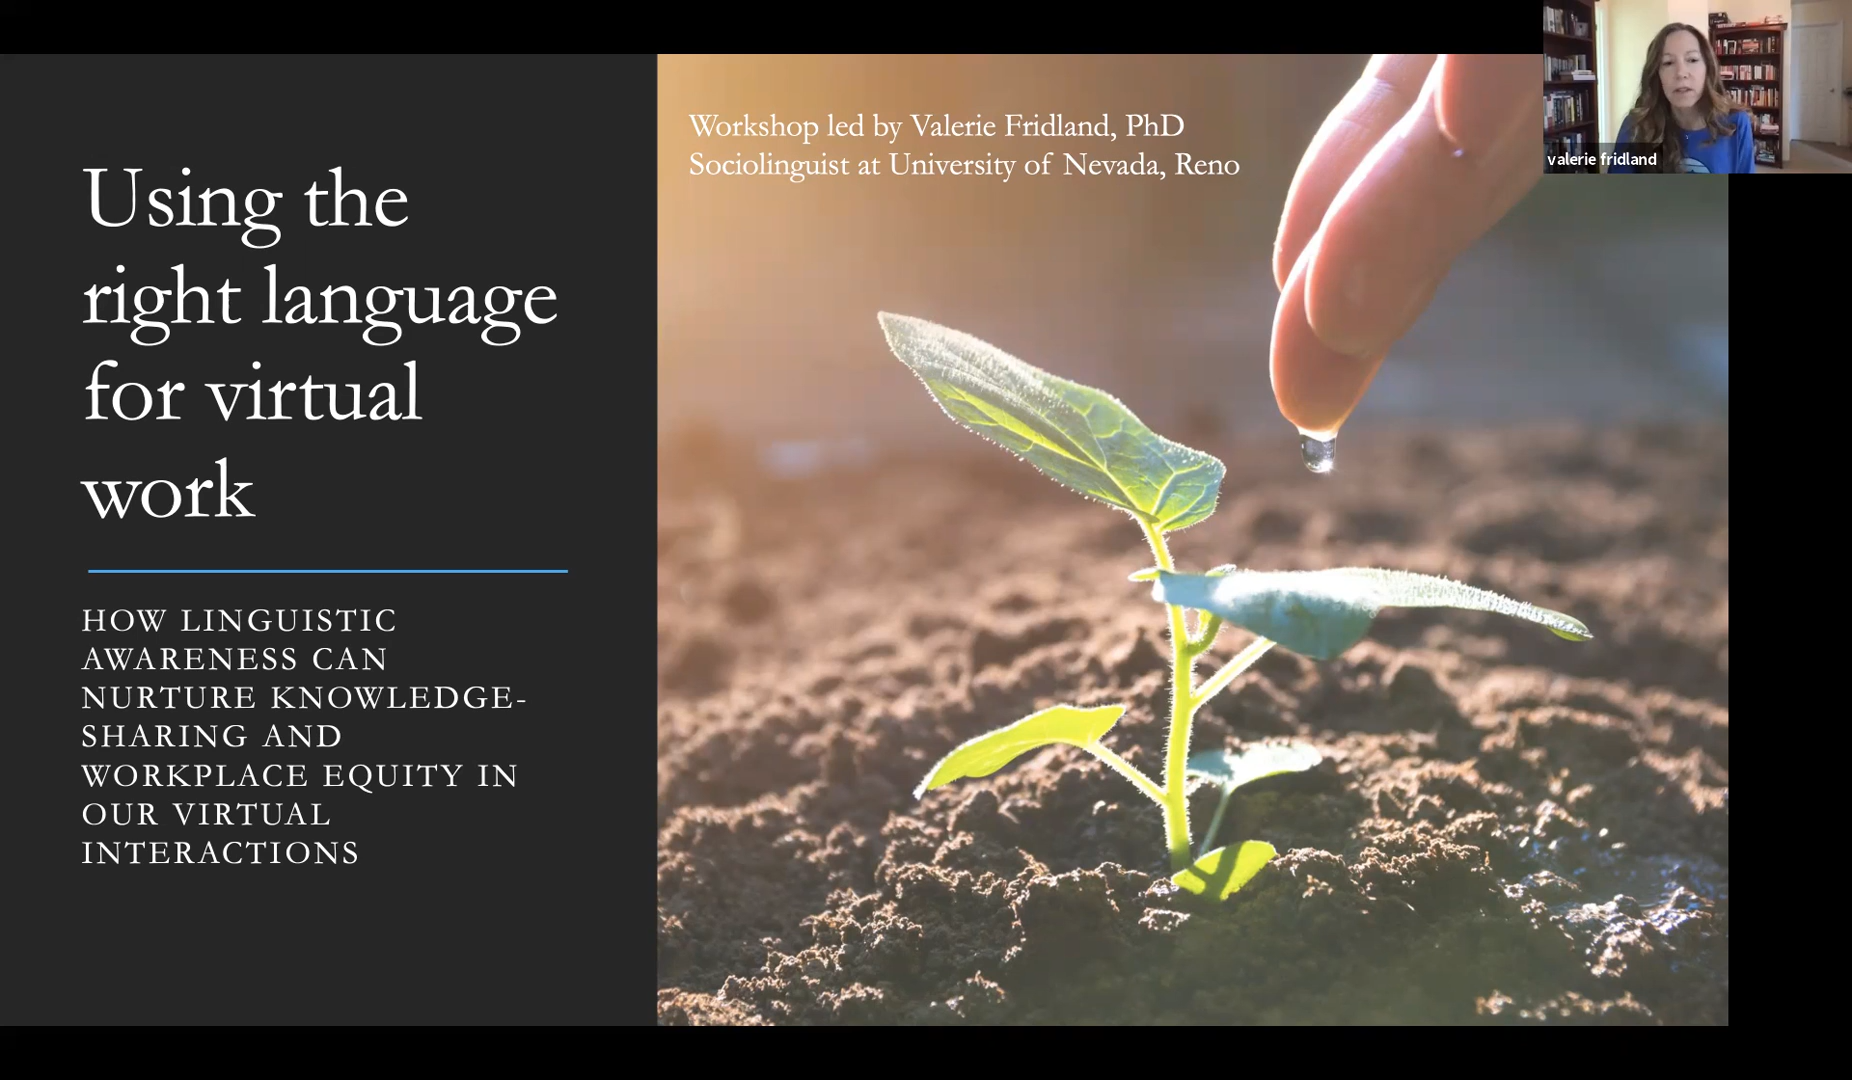 Using the
right language
for virtual
work
HOW LINGUISTIC
AWARENESS CAN
NURTURE KNOWLEDGE-
SHARING AND
WORKPLACE EQUITY IN
OUR VIRTUAL
INTERACTIONS
Workshop led by Valerie Fridland, PhD
Sociolinguist at University of Nevada, Reno
valerie fridland